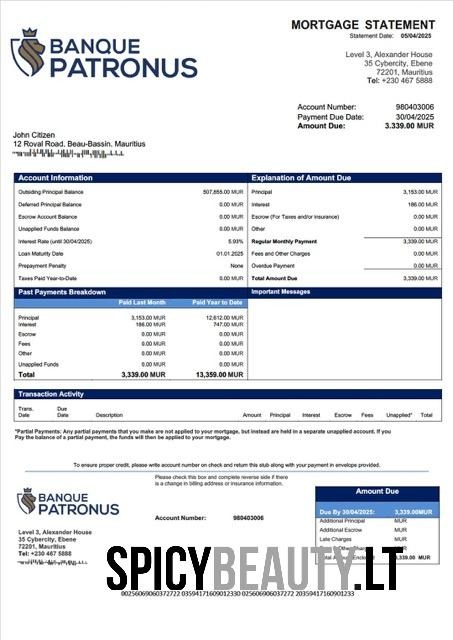 MORTGAGE STATEMENT
Statement Date: 05/04/2025
BANQUE
PATRONUS
Level 3, Alexander House
35 Cybercity, Ebene
72201, Mauritius
Tel: +230 467 5888
Account Number: 980403006
Payment Due Date: 30/04/2025
Amount Due: 3.339.00 MUR
John Citizen
12 Royal Road, Beau-Bassin, Mauritius
Account Information
Outsiding Principal Balance 507,655.00 MUR
Deferred Principal Balance 0.00 MUR
Escrow Account Balance 0.00 MUR
Unapplied Funds Balance 0.00 MUR
Interest Rate (until 30/04/2025) 5.93%
Loan Maturity Date 01.01.2025
Prepayment Penalty None
Taxes Paid Year-to-Date 0.00 MUR
Explanation of Amount Due
Principal 3,153.00 MUR
Interest 186.00 MUR
Escrow (For Taxes and/or insurance) 0.00 MUR
Other 0.00 MUR
Regular Monthly Payment 3,339.00 MUR
Fees and Other Charges 0.00 MUR
Overdue Payment 0.00 MUR
Total Amount Due 3,339.00 MUR
Past Payments Breakdown
Paid Last Month Paid Year to Date
Principal 3,153.00 MUR 12,612.00 MUR
Interest 186.00 MUR 747.00 MUR
Escrow 0.00 MUR 0.00 MUR
Fees 0.00 MUR 0.00 MUR
Other 0.00 MUR 0.00 MUR
Unapplied Funds 0.00 MUR 0.00 MUR
Total 3,339.00 MUR 13,359.00 MUR
Important Messages
Transaction Activity
Trans. Date Due Date Description Amount Principal Interest Escrow Fees Unapplied* Total
*Partial Payments: Any partial payments that you make are not applied to your mortgage, but instead are held in a separate unapplied account. If you
Pay the balance of a partial payment, the funds will then be applied to your mortgage.
To ensure proper credit, please write account number on check and return this stub along with your payment in envelope provided.
Please check this box and complete reverse side if there
is a change in billing address or insurance information.
BANQUE
PATRONUS
Account Number: 980403006
Level 3, Alexander House
35 Cybercity, Ebene
72201, Mauritius
Tel: +230 467 5888
Amount Due
Due By 30/04/2025: 3,339.00MUR
Additional Principal MUR
Additional Escrow MUR
Late Charges MUR
MUR
3,339.00 MUR
SPICYBEAUTY.LT